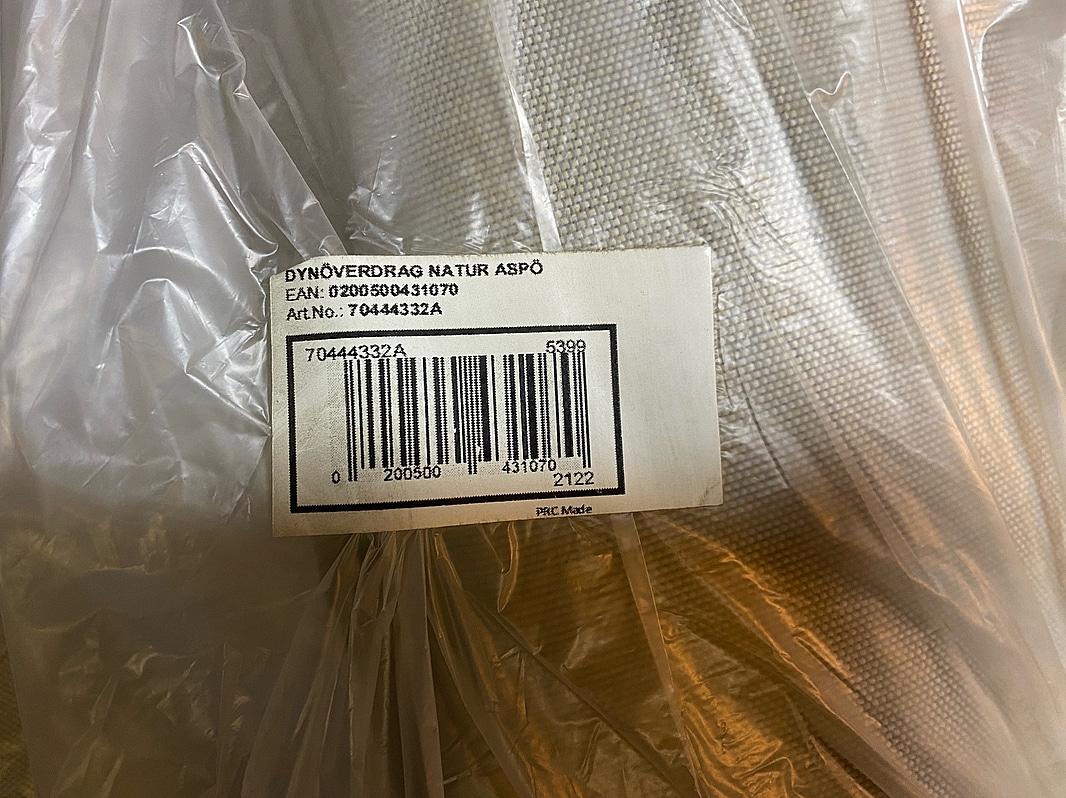 DYNÖVERDRAG NATUR ASPÖ
EAN: 0200500431070
Art.No.: 70444332A
70444332A 5399
0 200500 431070
2122
PRC Made